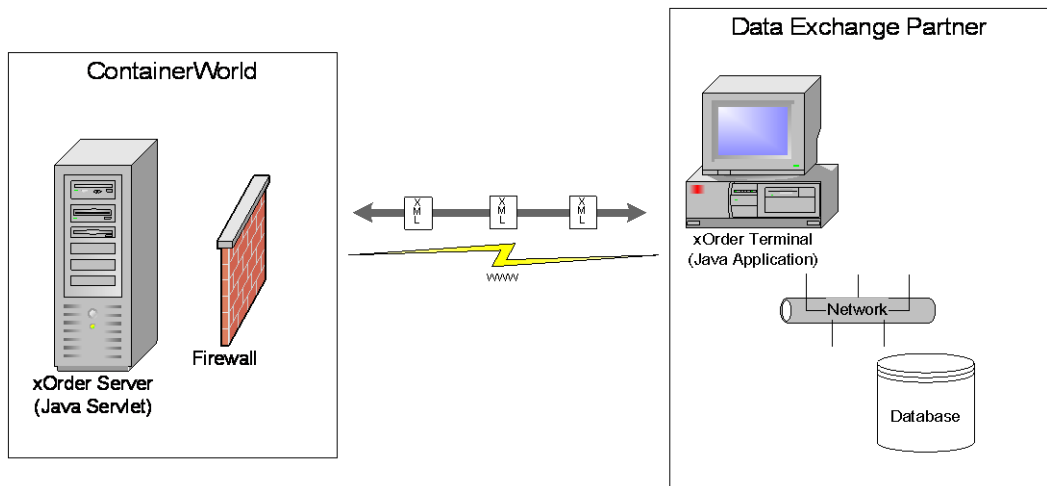 ContainerWorld
xOrder Server
(Java Servlet)
Firewall
XML
XML
XML
WWW
Data Exchange Partner
xOrder Terminal
(Java Application)
Network
Database